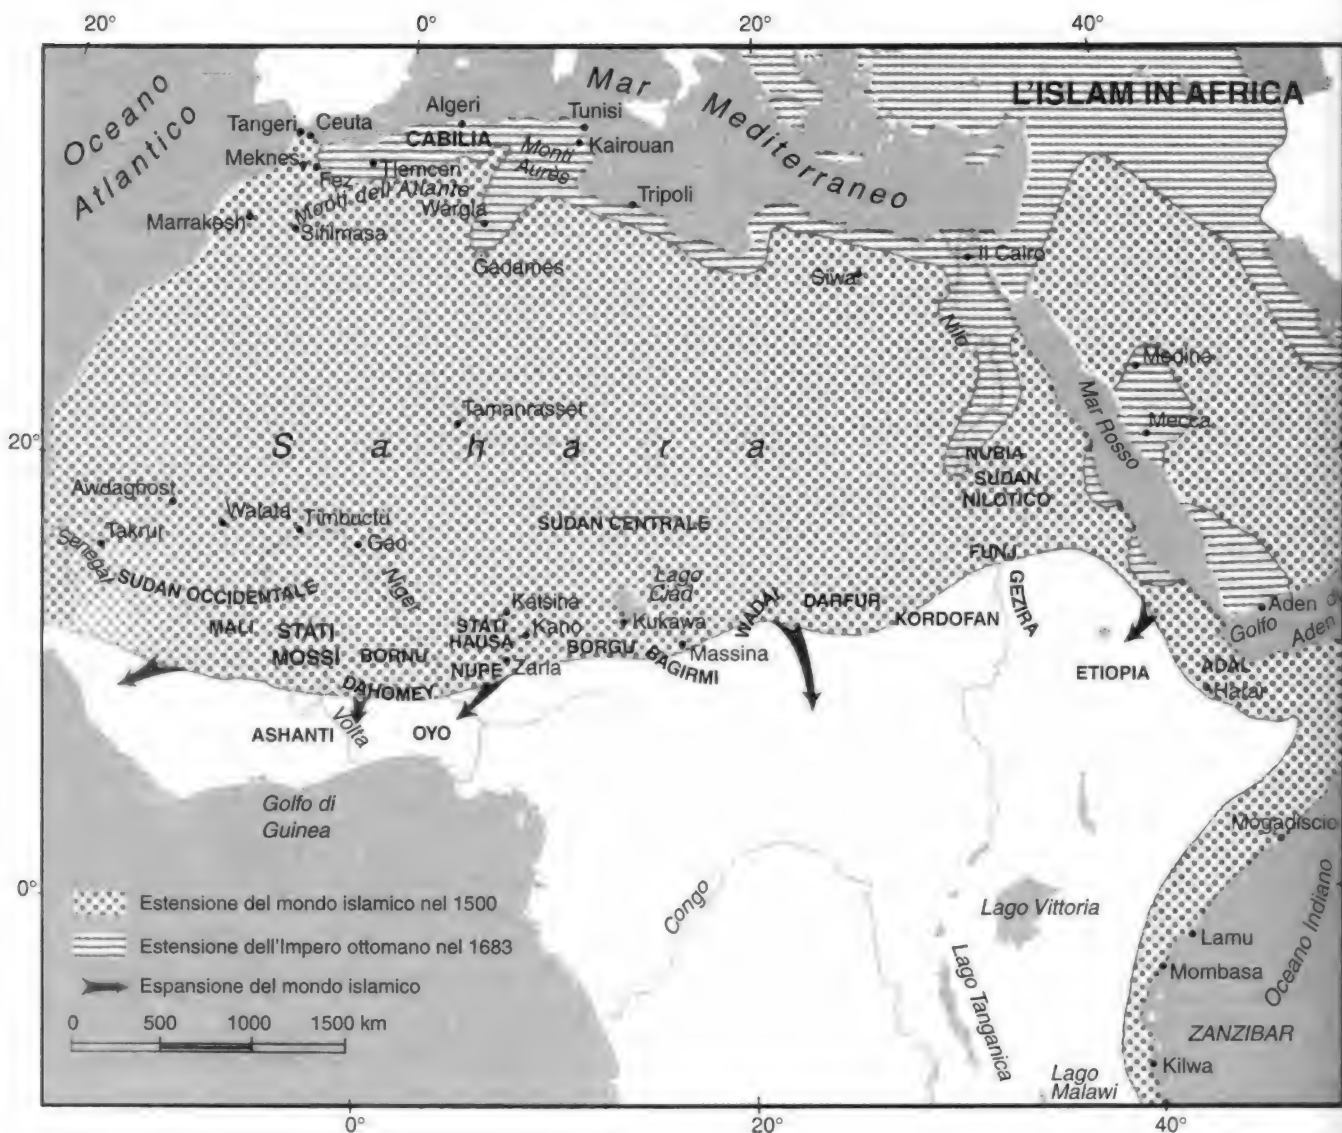 20° 0° 20° 40°
L'ISLAM IN AFRICA
Oceano
Atlantico
Mar
Mediterraneo
Algeri
Tunisi
Tangeri
Ceuta
CABILIA
Kairouan
Monti
Aurès
Meknes
Tlemcen
Fez
Monti dell'Atlante
Wargla
Tripoli
Marrakesh
Gadames
Il Cairo
Siwa
Nilo
Medina
Mecca
Mar Rosso
Tamanrasset
20°
20°
Sahara
NUBIA
SUDAN
NILOTICO
Awdaghost
Walata
Timbuctu
Takrur
Gao
Senegal
SUDAN CENTRALE
FUNJ
GEZIRA
SUDAN OCCIDENTALE
Niger
Lago
Ciad
Katsina
Kano
Kukawa
WADAI
DARFUR
KORDOFAN
Aden
Golfo di
Aden
MALI
STATI
MOSSI
BORNU
STATI
HAUSA
NUPE
Zaria
BORGU
BAGIRMI
Massina
ETIOPIA
ADAL
Harar
DAHOMEY
Volta
ASHANTI
OYO
Golfo di
Guinea
Mogadiscio
0°
0°
Congo
Lago Vittoria
Oceano Indiano
Lamu
Mombasa
Lago Tanganica
ZANZIBAR
Kilwa
Lago
Malawi
Estensione del mondo islamico nel 1500
Estensione dell'Impero ottomano nel 1683
Espansione del mondo islamico
0 500 1000 1500 km
0° 20° 40°